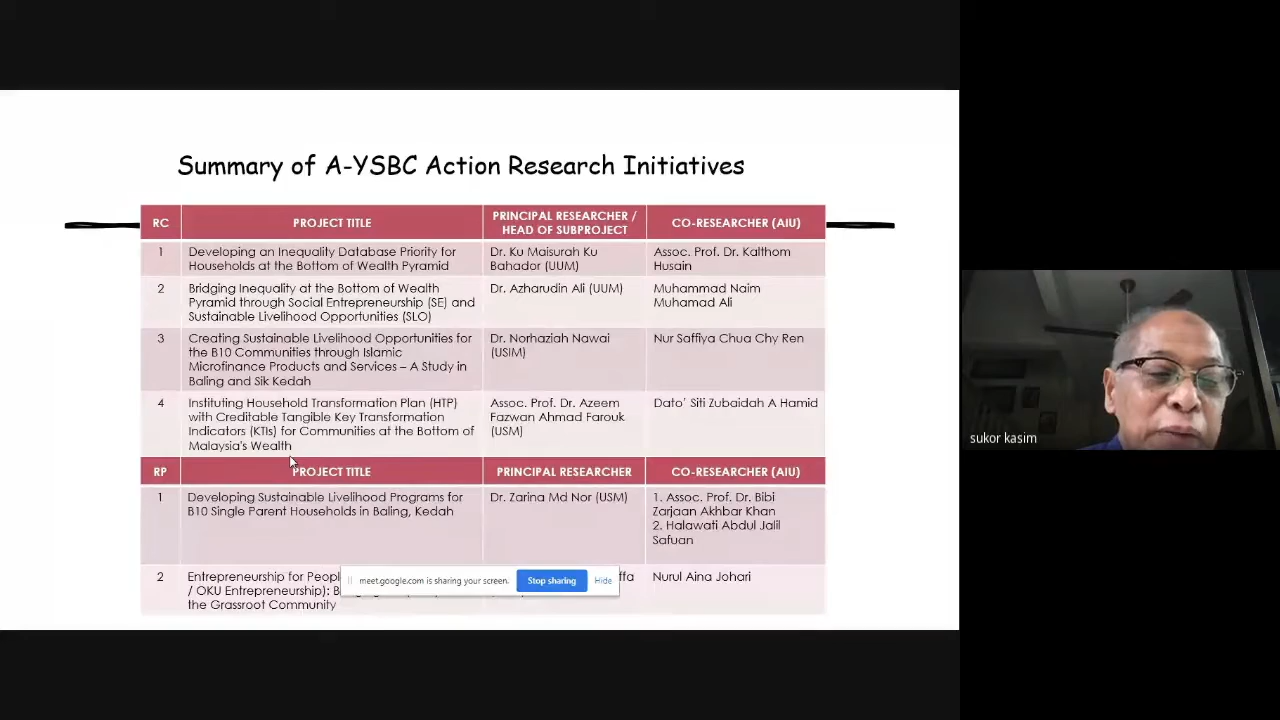 Summary of A-YSBC Action Research Initiatives
RC PROJECT TITLE PRINCIPAL RESEARCHER / HEAD OF SUBPROJECT CO-RESEARCHER (AIU)
1 Developing an Inequality Database Priority for
Households at the Bottom of Wealth Pyramid
Dr. Ku Maisurah Ku
Bahador (UUM)
Assoc. Prof. Dr. Kalthom
Husain
2 Bridging Inequality at the Bottom of Wealth
Pyramid through Social Entrepreneurship (SE) and
Sustainable Livelihood Opportunities (SLO)
Dr. Azharudin Ali (UUM)
Muhammad Naim
Muhamad Ali
3 Creating Sustainable Livelihood Opportunities for
the B10 Communities through Islamic
Microfinance Products and Services – A Study in
Baling and Sik Kedah
Dr. Norhaziah Nawai
(USIM)
Nur Saffiya Chua Chy Ren
4 Instituting Household Transformation Plan (HTP)
with Creditable Tangible Key Transformation
Indicators (KTIs) for Communities at the Bottom of
Malaysia's Wealth
Assoc. Prof. Dr. Azeem
Fazwan Ahmad Farouk
(USM)
Dato' Siti Zubaidah A Hamid
RP PROJECT TITLE PRINCIPAL RESEARCHER CO-RESEARCHER (AIU)
1 Developing Sustainable Livelihood Programs for
B10 Single Parent Households in Baling, Kedah
Dr. Zarina Md Nor (USM)
1. Assoc. Prof. Dr. Bibi
Zarjaan Akhbar Khan
2. Halawati Abdul Jalil
Safuan
2 Entrepreneurship for
/ OKU Entrepreneurship):
the Grassroot Community
Nurul Aina Johari
meet.google.com is sharing your screen. Stop sharing Hide
sukor kasim